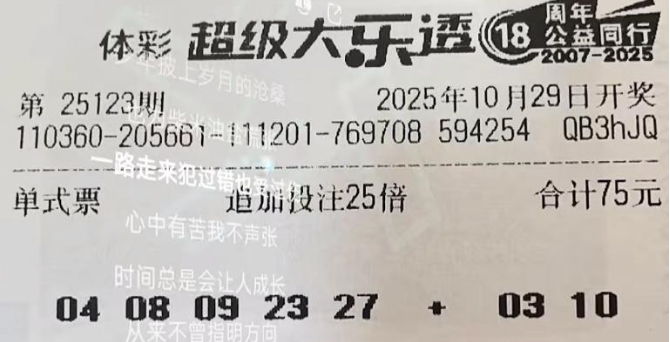 体彩 超级大乐透 18 周年
公益同行
2007-2025
年披上岁月的沧桑
第 25123期 2025年10月29日开奖
110360-205661-111201-769708 594254 QB3hJQ
一路走来犯过错也受过伤
单式票 追加投注25倍 合计75元
心中有苦我不声张
时间总是会让人成长
04 08 09 23 27 + 03 10
从来不曾指明方向